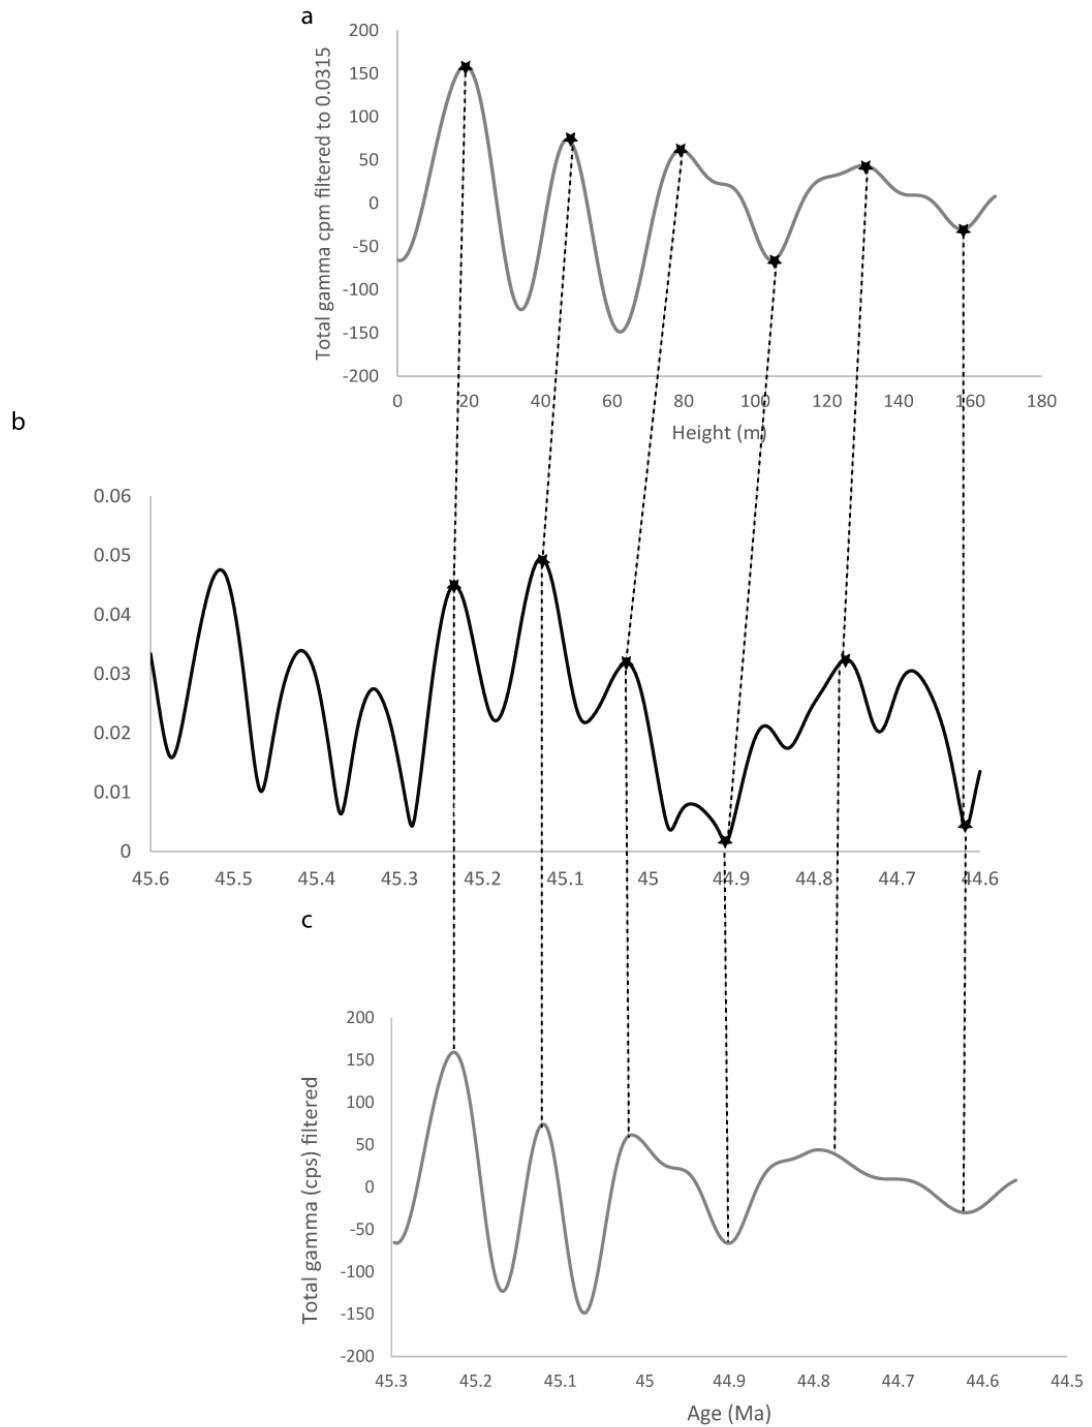 a
Total gamma cpm filtered to 0.0315
200
150
100
50
0
-50
-100
-150
-200
0 20 40 60 80 100 120 140 160 180
Height (m)
b
0.06
0.05
0.04
0.03
0.02
0.01
0
45.6 45.5 45.4 45.3 45.2 45.1 45 44.9 44.8 44.7 44.6
c
Total gamma (cps) filtered
200
150
100
50
0
-50
-100
-150
-200
45.3 45.2 45.1 45 44.9 44.8 44.7 44.6 44.5
Age (Ma)